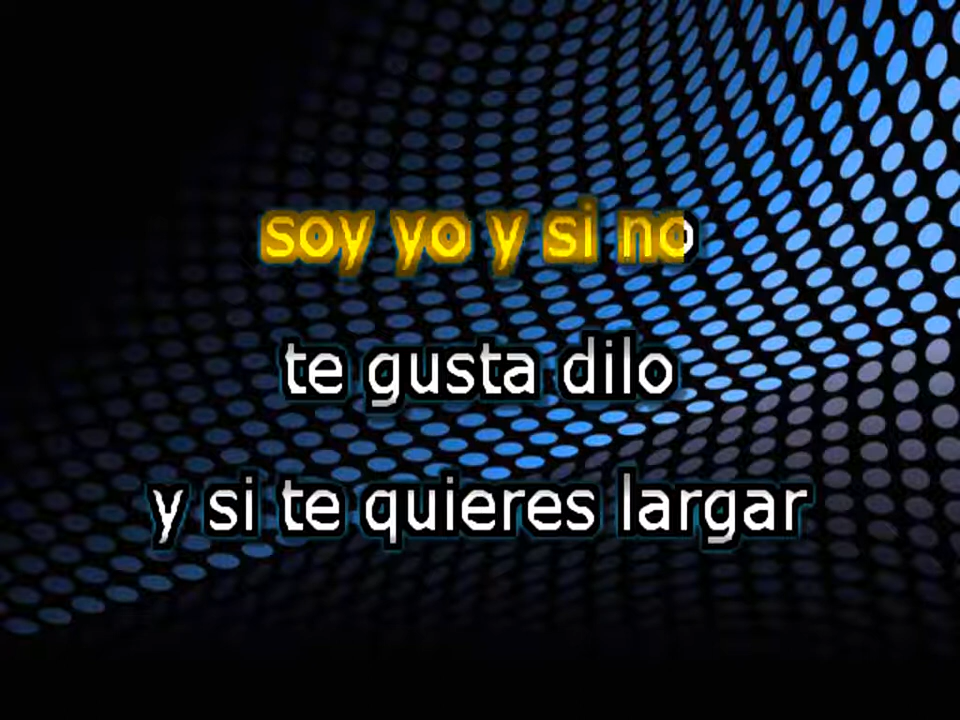 soy yo y si no
te gusta dilo
y si te quieres largar